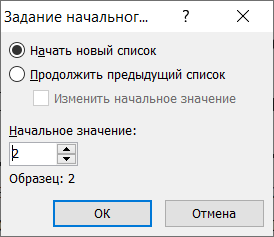 Задание начальног... ?
Начать новый список
Продолжить предыдущий список
Изменить начальное значение
Начальное значение:
2
Образец: 2
ОК
Отмена